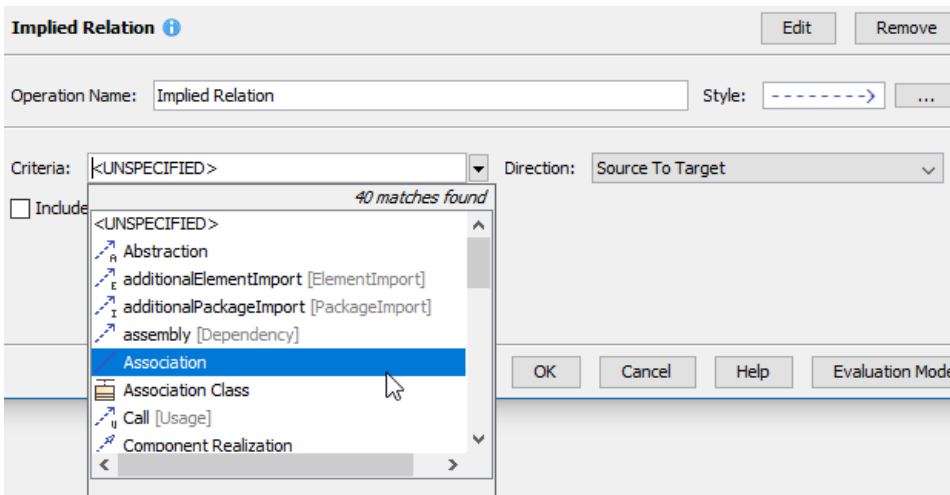 Implied Relation
Edit
Remove
Operation Name: Implied Relation
Style:
...
Criteria: <UNSPECIFIED>
Direction: Source To Target
40 matches found
Include
<UNSPECIFIED>
Abstraction
additionalElementImport [ElementImport]
additionalPackageImport [PackageImport]
assembly [Dependency]
Association
Association Class
Call [Usage]
Component Realization
OK
Cancel
Help
Evaluation Mode